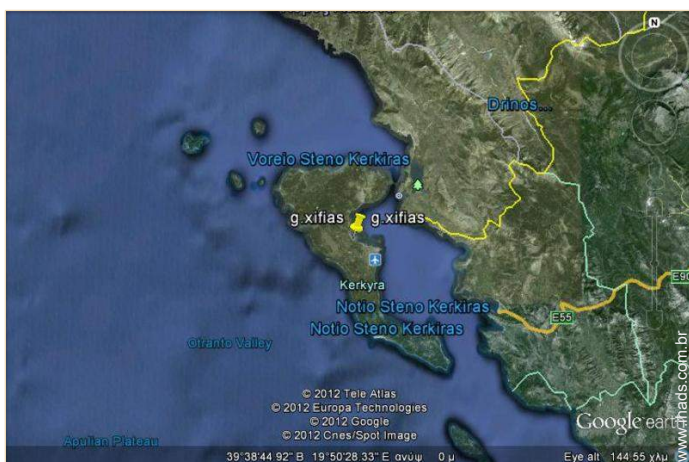 N
Drinos...
Voreio Steno Kerkiras
g.xifias g.xifias
Kerkyra
Notio Steno Kerkiras
Notio Steno Kerkiras
E55
E90
Otranto Valley
© 2012 Tele Atlas
© 2012 Europa Technologies
© 2012 Google
© 2012 Cnes/Spot Image
Apulian Plateau
Google earth
39°38'44.92" Β 19°50'28.33" Ε ανύψ 0 μ
Eye alt 144.55 χλμ
www.inads.com.br